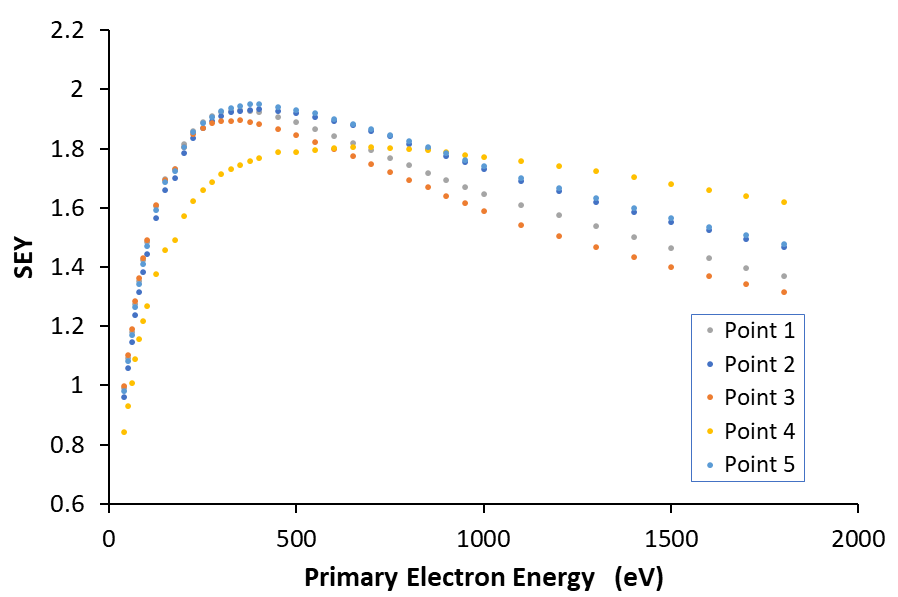 2.2
2
1.8
1.6
1.4
1.2
1
0.8
0.6
SEY
Point 1
Point 2
Point 3
Point 4
Point 5
0 500 1000 1500 2000
Primary Electron Energy (eV)